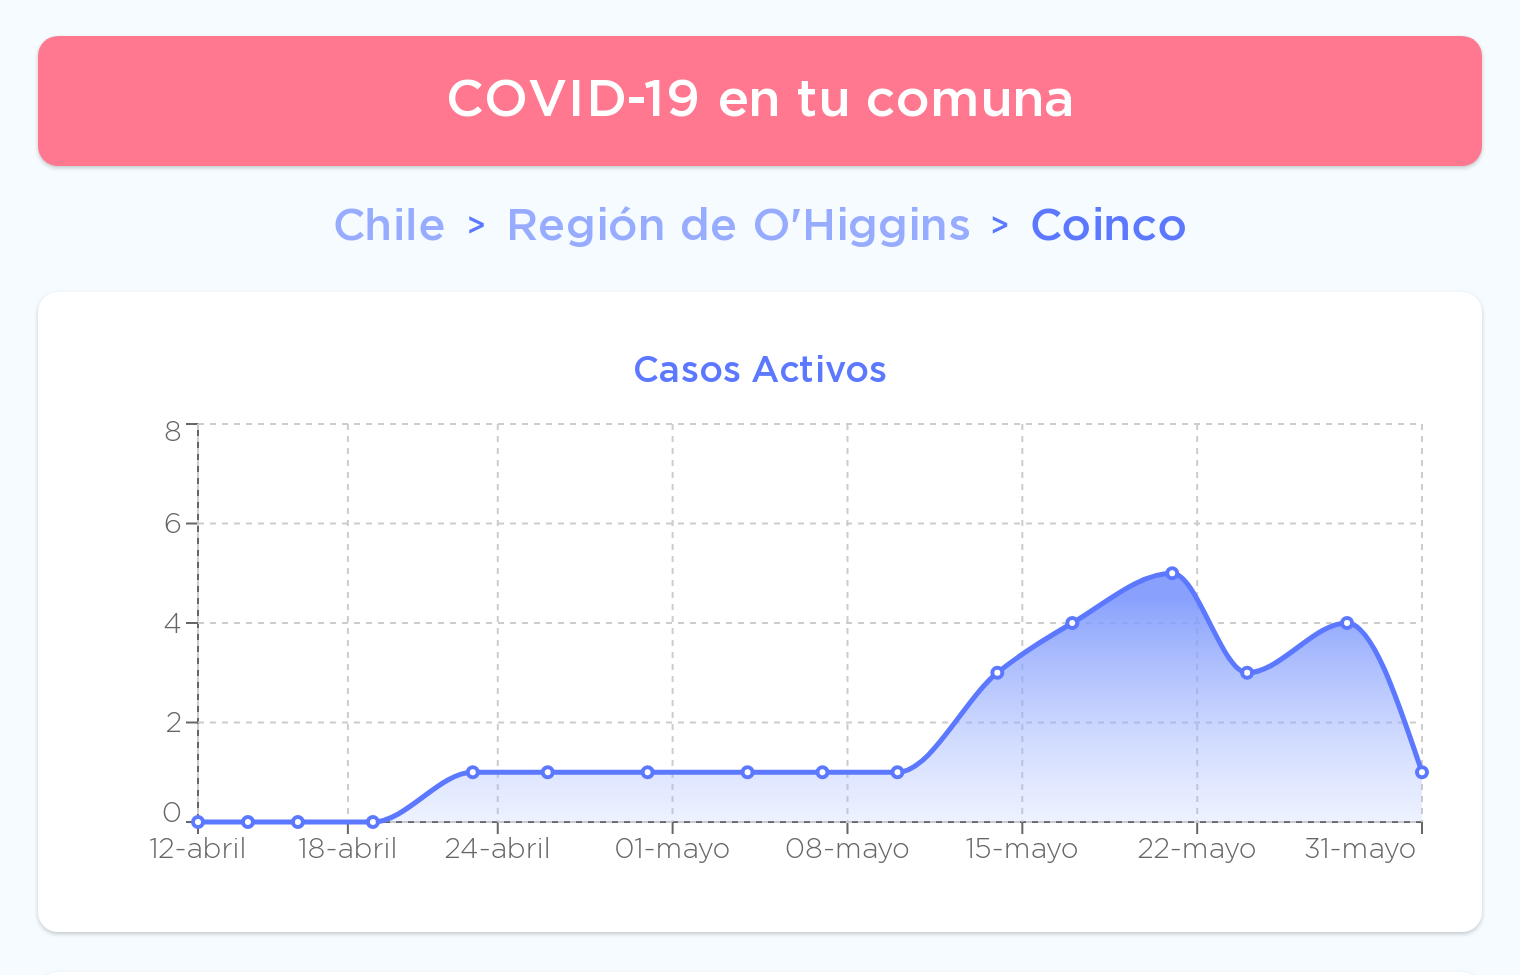 COVID-19 en tu comuna
Chile > Región de O'Higgins > Coinco
Casos Activos
8
6
4
2
0
12-abril 18-abril 24-abril 01-mayo 08-mayo 15-mayo 22-mayo 31-mayo